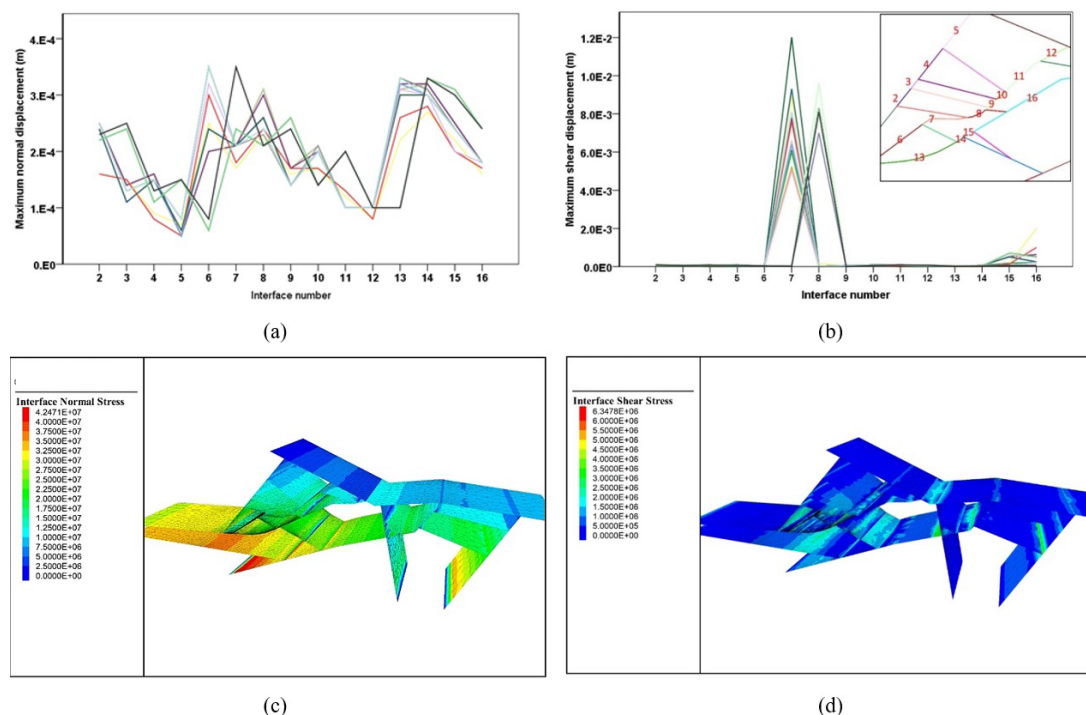 Maximum normal displacement (m)
4.E-4
3.E-4
2.E-4
1.E-4
0.E0
2 3 4 5 6 7 8 9 10 11 12 13 14 15 16
Interface number
(a)
Maximum shear displacement (m)
1.2E-2
1.0E-2
8.0E-3
6.0E-3
4.0E-3
2.0E-3
0.0E0
2 3 4 5 6 7 8 9 10 11 12 13 14 15 16
Interface number
5
12
4
11
3
10
16
2
9
8
7
15
6
14
13
(b)
Interface Normal Stress
4.2471E+07
4.0000E+07
3.7500E+07
3.5000E+07
3.2500E+07
3.0000E+07
2.7500E+07
2.5000E+07
2.2500E+07
2.0000E+07
1.7500E+07
1.5000E+07
1.2500E+07
1.0000E+07
7.5000E+06
5.0000E+06
2.5000E+06
0.0000E+00
(c)
Interface Shear Stress
6.3478E+06
6.0000E+06
5.5000E+06
5.0000E+06
4.5000E+06
4.0000E+06
3.5000E+06
3.0000E+06
2.5000E+06
2.0000E+06
1.5000E+06
1.0000E+06
5.0000E+05
0.0000E+00
(d)